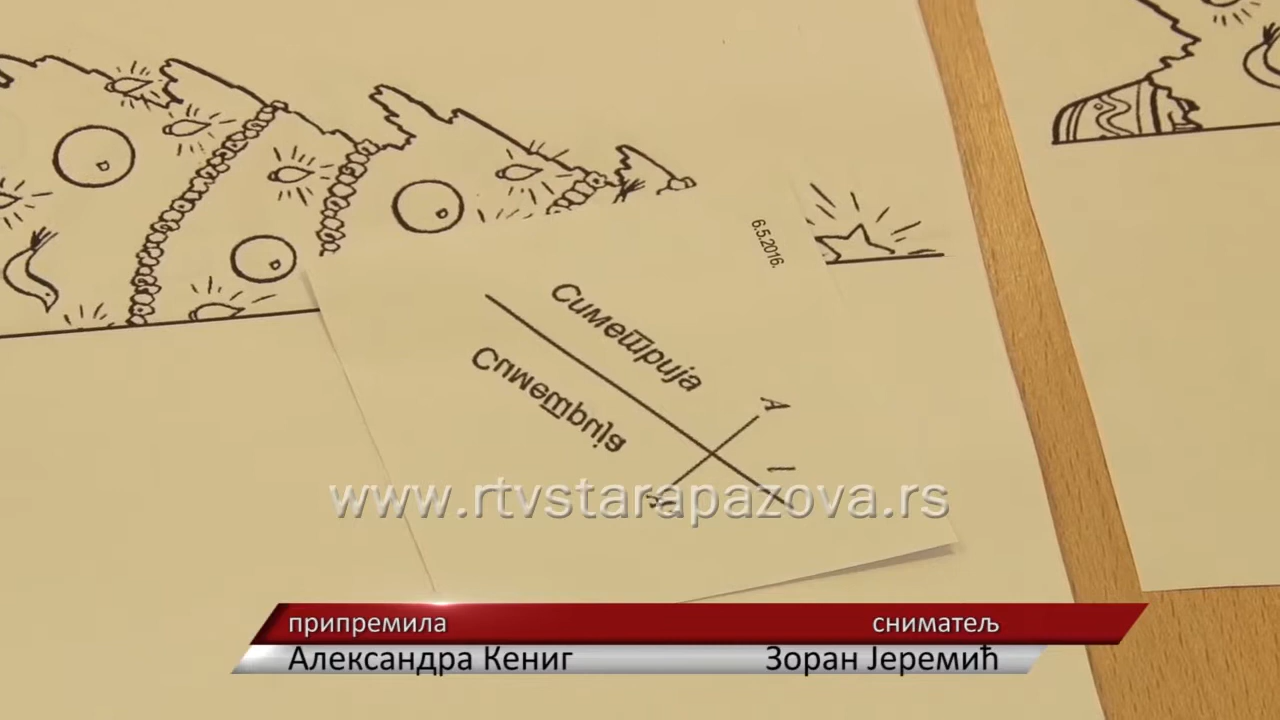 6.5.2016.
Симетрија
Симетрија
A
l
A
www.rtvstarapazova.rs
припремила
сниматељ
Александра Кениг
Зоран Јеремић